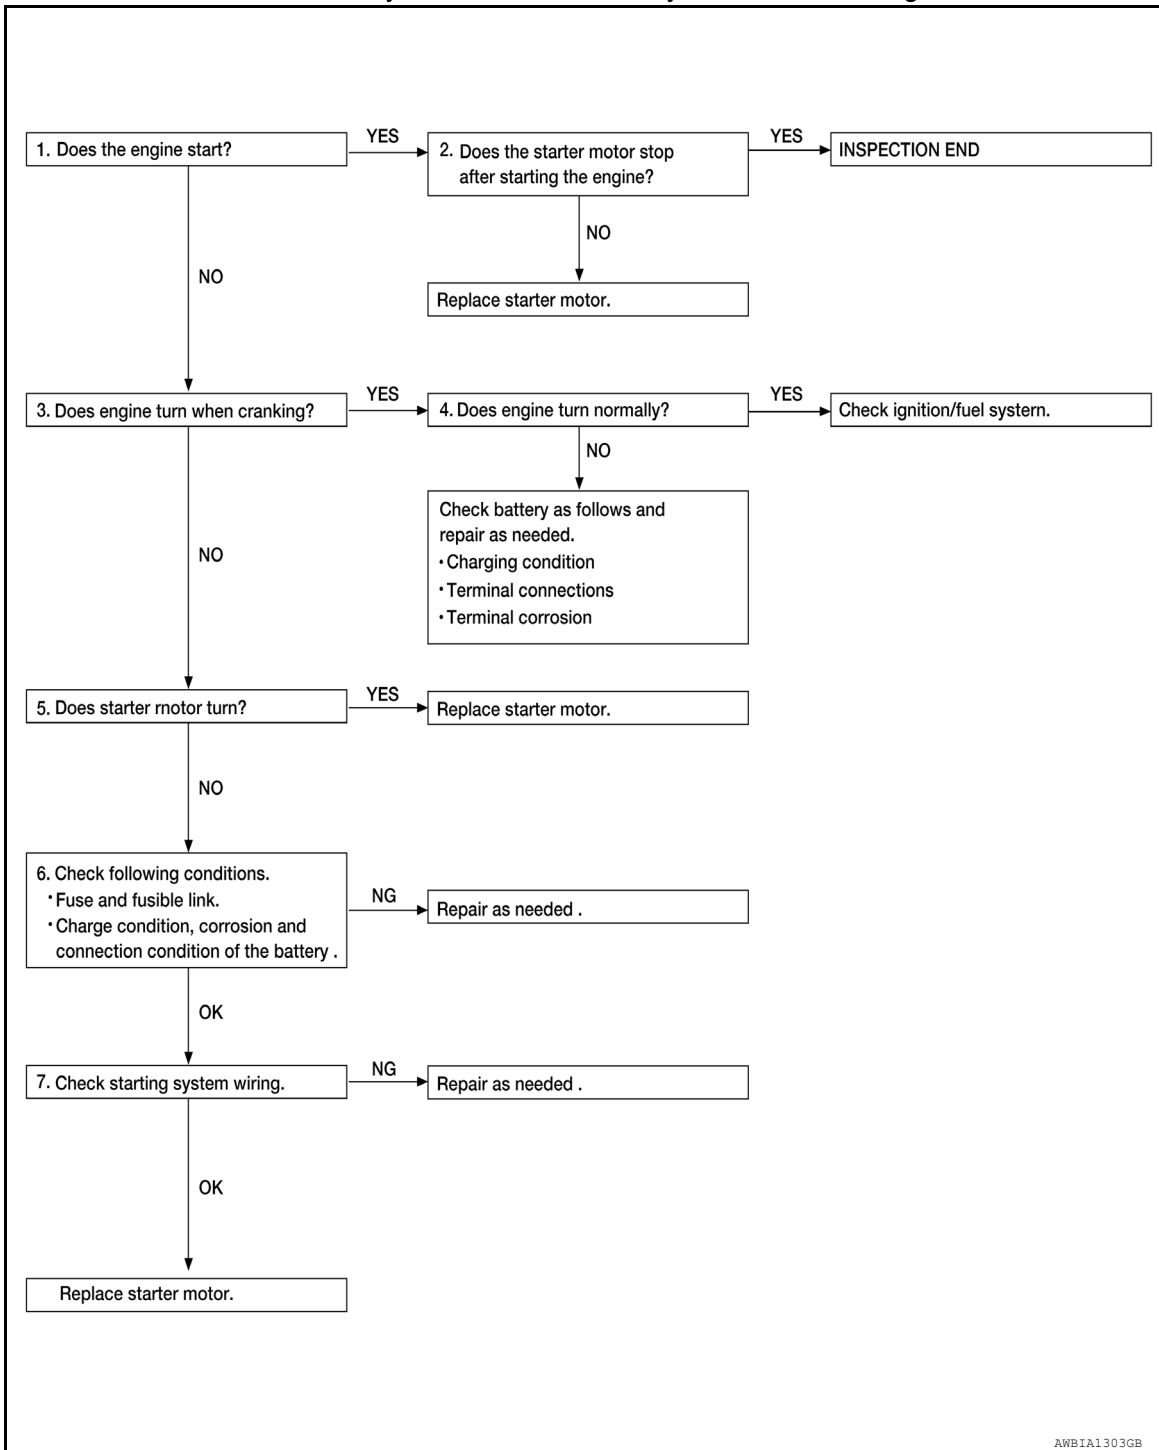 1. Does the engine start?
YES
2. Does the starter motor stop
after starting the engine?
YES
INSPECTION END
NO
Replace starter motor.
NO
3. Does engine turn when cranking?
YES
4. Does engine turn normally?
YES
Check ignition/fuel systern.
NO
Check battery as follows and
repair as needed.
• Charging condition
• Terminal connections
• Terminal corrosion
NO
5. Does starter rnotor turn?
YES
Replace starter motor.
NO
6. Check following conditions.
• Fuse and fusible link.
• Charge condition, corrosion and
connection condition of the battery .
NG
Repair as needed .
OK
7. Check starting system wiring.
NG
Repair as needed .
OK
Replace starter motor.
AWBIA1303GB